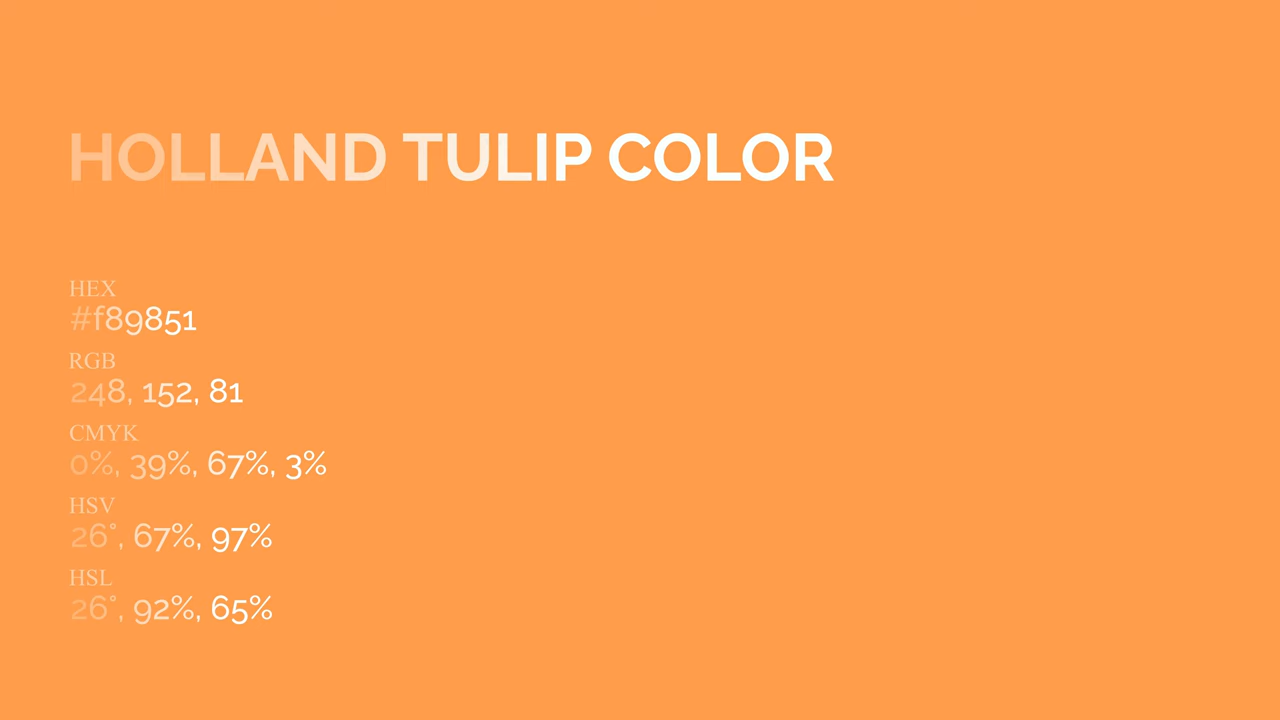 HOLLAND TULIP COLOR
HEX
#f89851
RGB
248, 152, 81
CMYK
0%, 39%, 67%, 3%
HSV
26°, 67%, 97%
HSL
26°, 92%, 65%